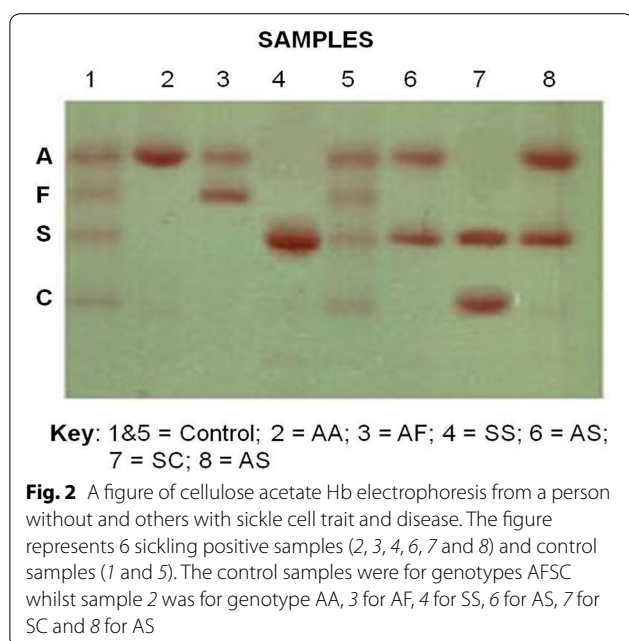 SAMPLES
1 2 3 4 5 6 7 8
A
F
S
C
Key: 1&5 = Control; 2 = AA; 3 = AF; 4 = SS; 6 = AS;
7 = SC; 8 = AS
Fig. 2 A figure of cellulose acetate Hb electrophoresis from a person
without and others with sickle cell trait and disease. The figure
represents 6 sickling positive samples (2, 3, 4, 6, 7 and 8) and control
samples (1 and 5). The control samples were for genotypes AFSC
whilst sample 2 was for genotype AA, 3 for AF, 4 for SS, 6 for AS, 7 for
SC and 8 for AS